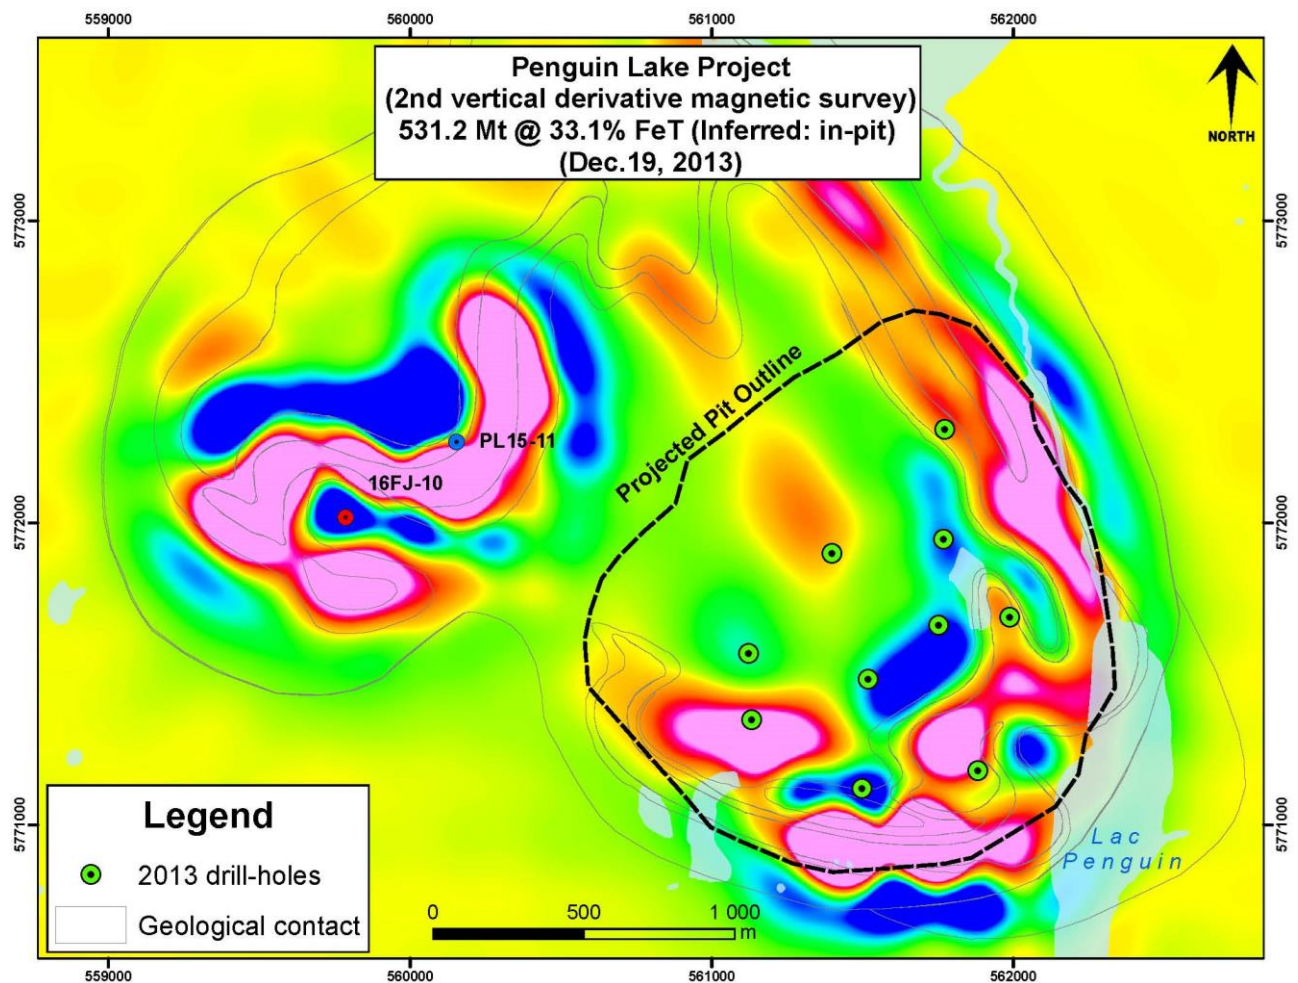 559000
560000
561000
562000
Penguin Lake Project
(2nd vertical derivative magnetic survey)
531.2 Mt @ 33.1% FeT (Inferred: in-pit)
(Dec.19, 2013)
NORTH
5773000
5773000
Projected Pit Outline
PL15-11
16FJ-10
5772000
5772000
Legend
2013 drill-holes
Geological contact
0 500 1 000
m
Lac
Penguin
5771000
5771000
559000
560000
561000
562000